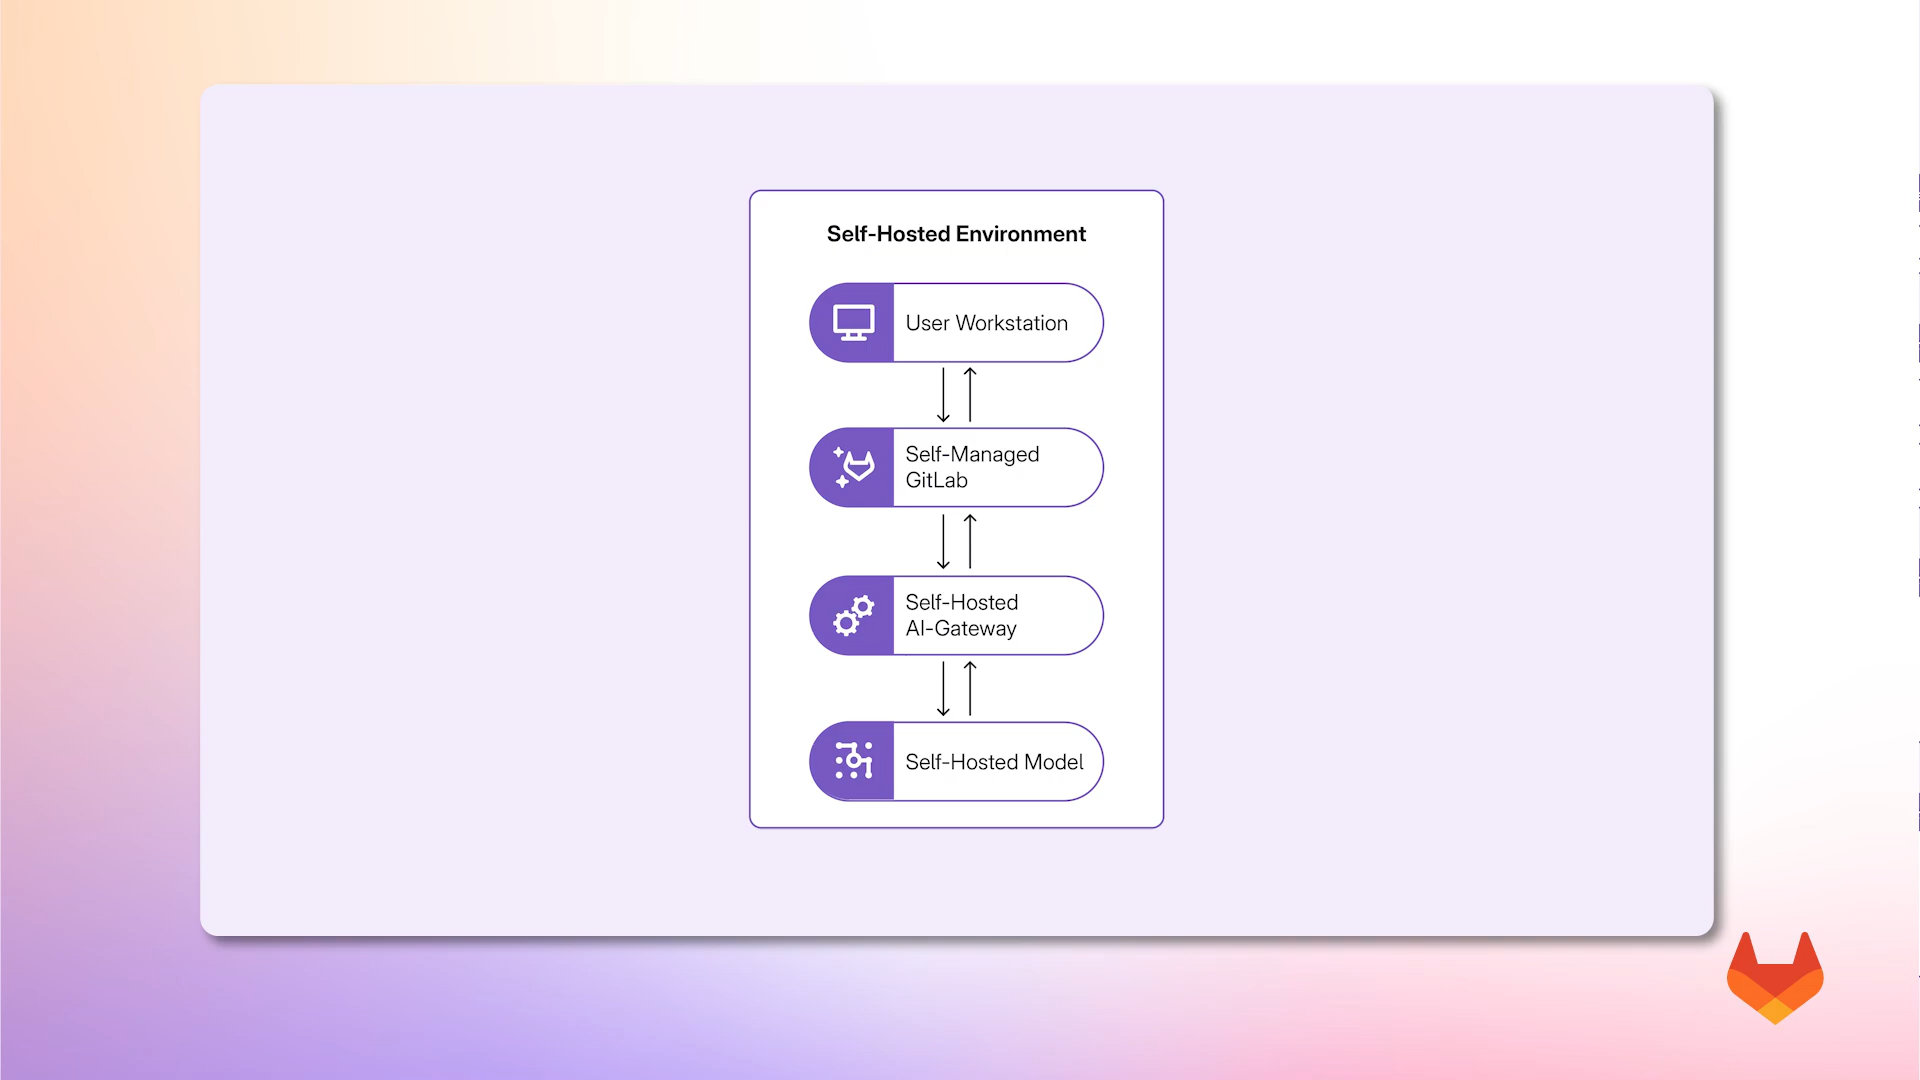 Self-Hosted Environment
User Workstation
Self-Managed
GitLab
Self-Hosted
AI-Gateway
Self-Hosted Model